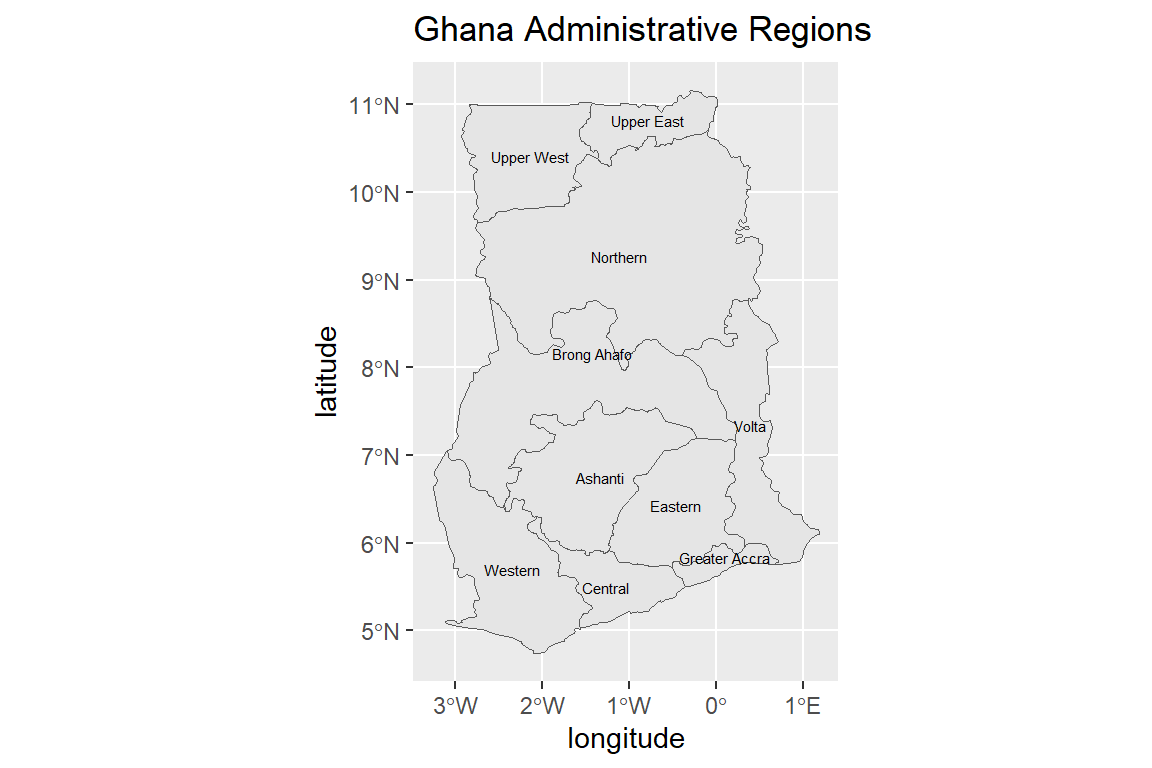 Ghana Administrative Regions
11°N
10°N
9°N
8°N
7°N
6°N
5°N
latitude
Upper East
Upper West
Northern
Brong Ahafo
Volta
Ashanti
Eastern
Greater Accra
Western
Central
3°W 2°W 1°W 0° 1°E
longitude